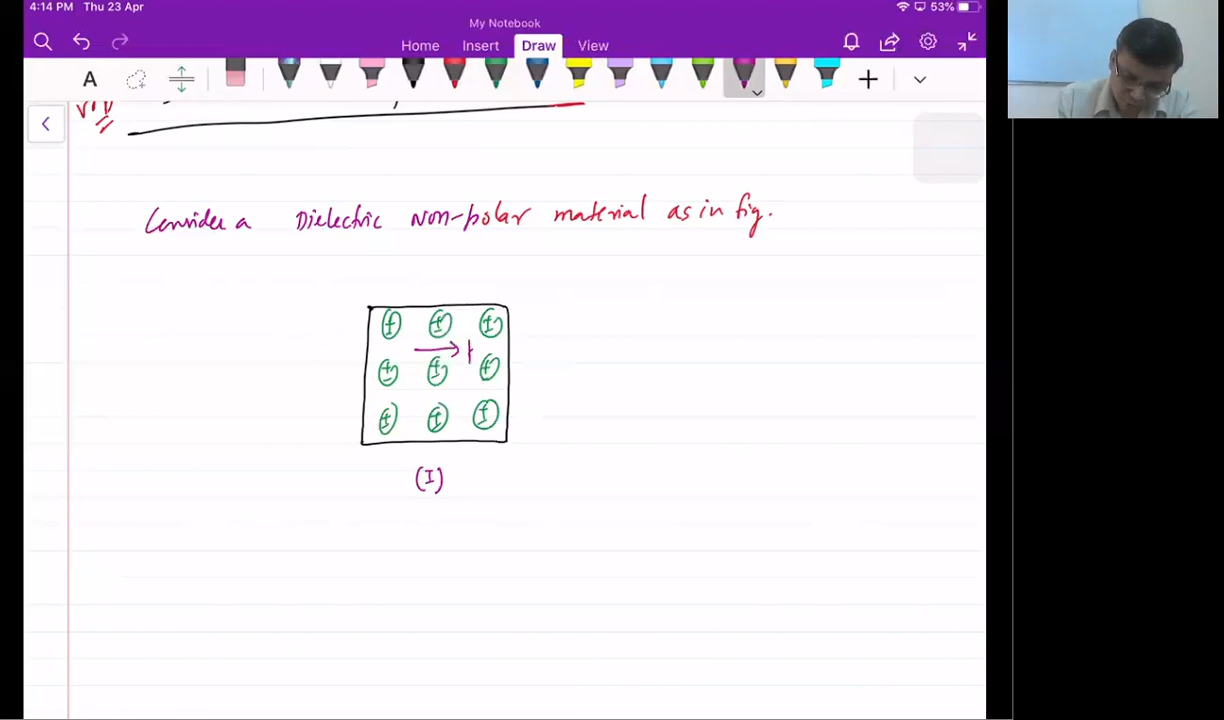 4:14 PM Thu 23 Apr
53%
My Notebook
Home Insert Draw View
A
Consider a Dielectric non-polar material as in fig.
(I)